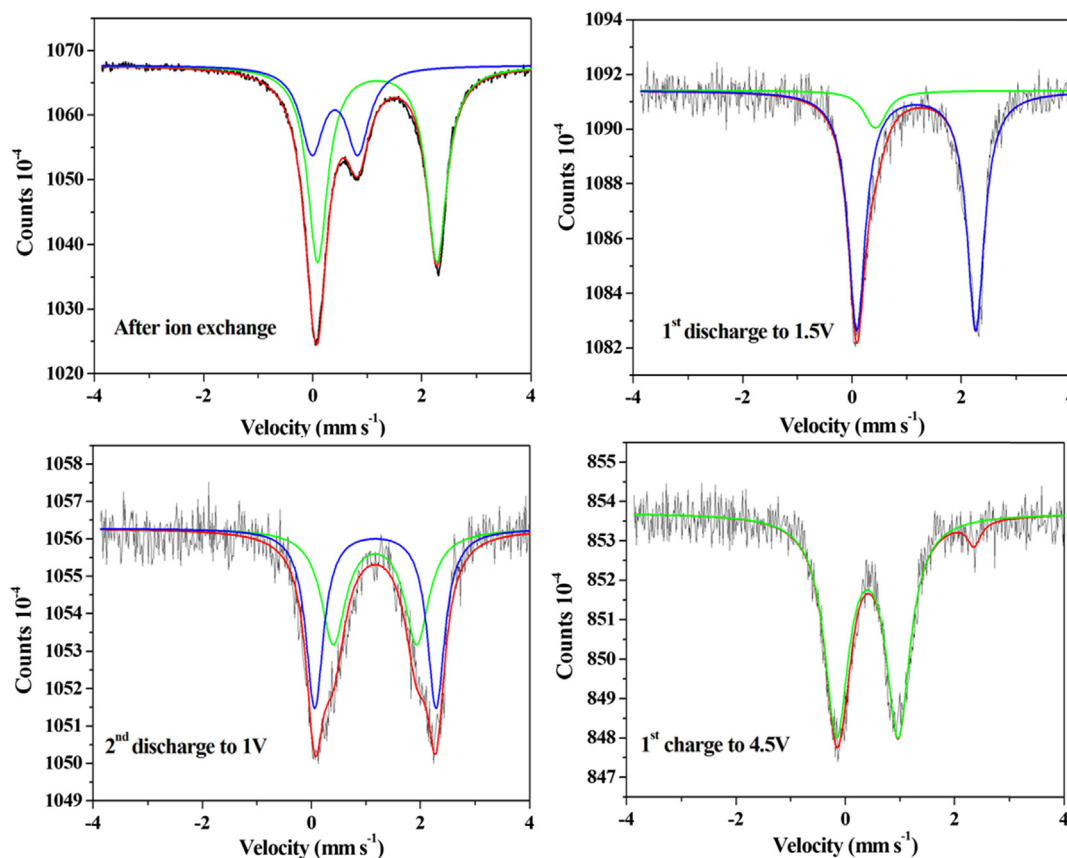 1070
1060
1050
1040
1030
1020
Counts 10⁻⁴
After ion exchange
-4 -2 0 2 4
Velocity (mm s⁻¹)
1094
1092
1090
1088
1086
1084
1082
Counts 10⁻⁴
1ˢᵗ discharge to 1.5V
-4 -2 0 2 4
Velocity (mm s⁻¹)
1058
1057
1056
1055
1054
1053
1052
1051
1050
1049
Counts 10⁻⁴
2ⁿᵈ discharge to 1V
-4 -2 0 2 4
Velocity (mm s⁻¹)
855
854
853
852
851
850
849
848
847
Counts 10⁻⁴
1ˢᵗ charge to 4.5V
-4 -2 0 2 4
Velocity (mm s⁻¹)